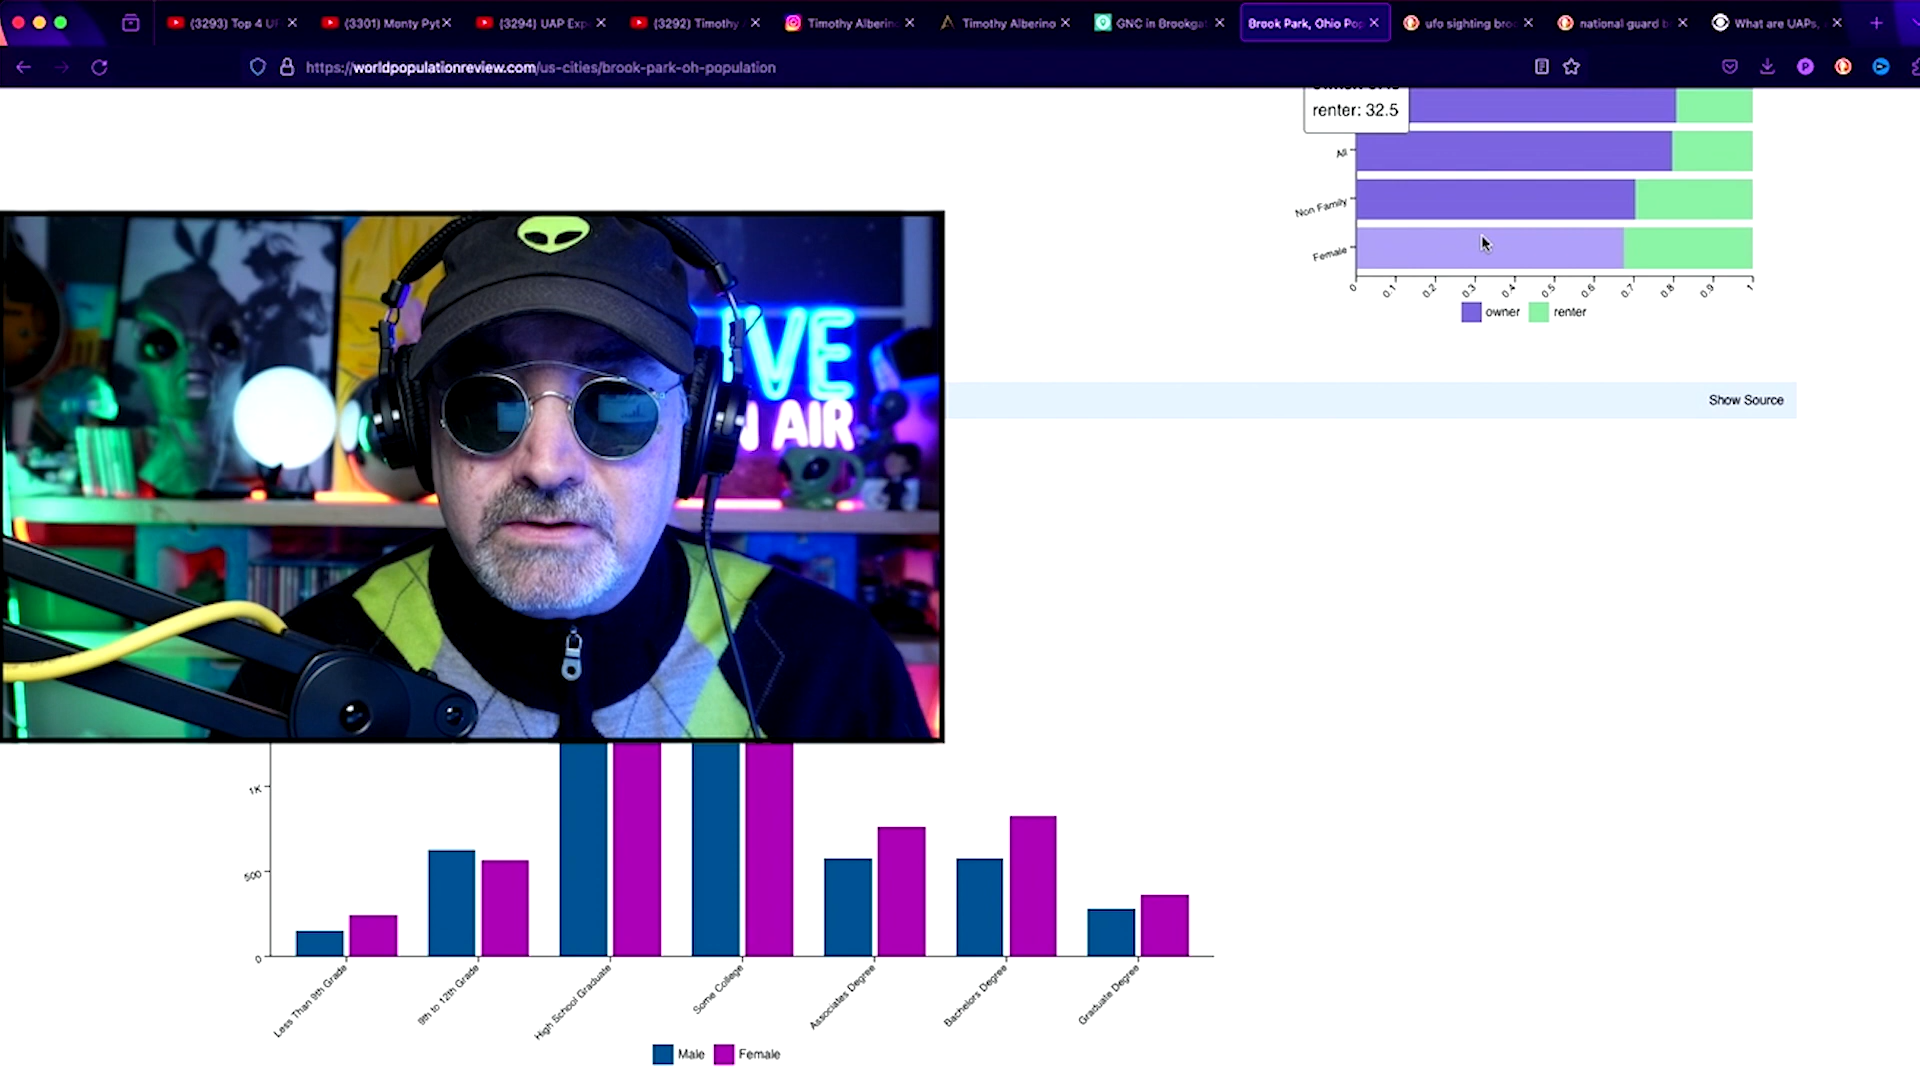 (3293) Top 4 U
(3301) Monty Pyt
(3294) UAP Exp
(3292) Timothy
Timothy Alberin
Timothy Alberino
GNC in Brookga
Brook Park, Ohio Po
ufo sighting bro
national guard b
What are UAPs,
https://worldpopulationreview.com/us-cities/brook-park-oh-population
renter: 32.5
All
Non Family
Female
0 0.1 0.2 0.3 0.4 0.5 0.6 0.7 0.8 0.9 1
owner renter
Show Source
IVE
N AIR
1K
500
0
Less Than 9th Grade
9th to 12th Grade
High School Graduate
Some College
Associates Degree
Bachelors Degree
Graduate Degree
Male Female